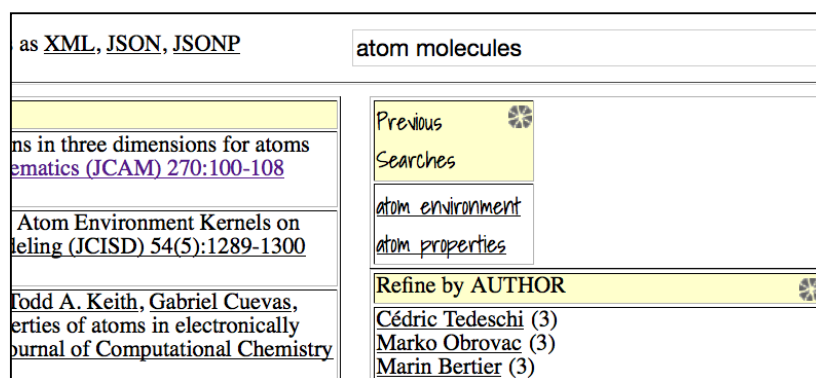 as XML, JSON, JSONP
atom molecules
ns in three dimensions for atoms
ematics (JCAM) 270:100-108
Atom Environment Kernels on
deling (JCISD) 54(5):1289-1300
Todd A. Keith, Gabriel Cuevas,
erties of atoms in electronically
ournal of Computational Chemistry
Previous
Searches
atom environment
atom properties
Refine by AUTHOR
Cédric Tedeschi (3)
Marko Obrovac (3)
Marin Bertier (3)